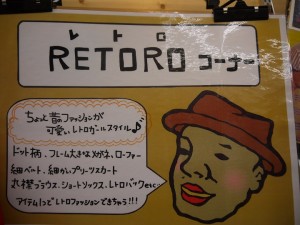 レトロ
RETORO コーナー
ちょっと昔のファッションが
可愛い、レトロガールスタイル♪
ドット柄、フレーム大きなメガネ、ローファー
細ベルト、細かいプリーツスカート
丸襟ブラウス、ショートソックス、レトロバックetc…
アイテム1つでレトロファッションできちゃう!!!